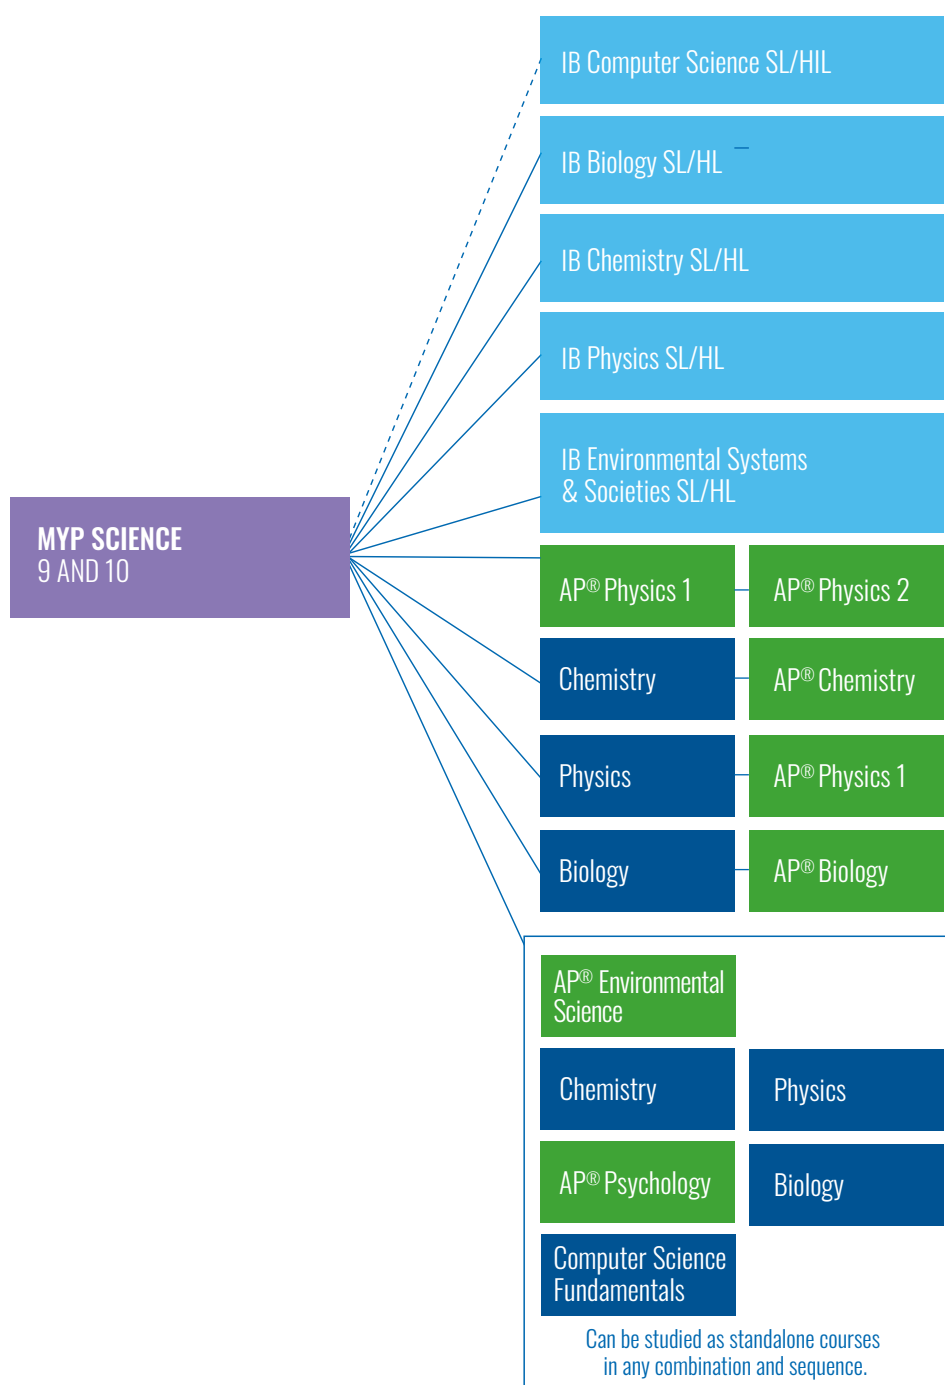 IB Computer Science SL/HIL
IB Biology SL/HL
IB Chemistry SL/HL
IB Physics SL/HL
IB Environmental Systems
& Societies SL/HL
MYP SCIENCE
9 AND 10
AP® Physics 1
AP® Physics 2
Chemistry
AP® Chemistry
Physics
AP® Physics 1
Biology
AP® Biology
AP® Environmental
Science
Chemistry
Physics
AP® Psychology
Biology
Computer Science
Fundamentals
Can be studied as standalone courses
in any combination and sequence.